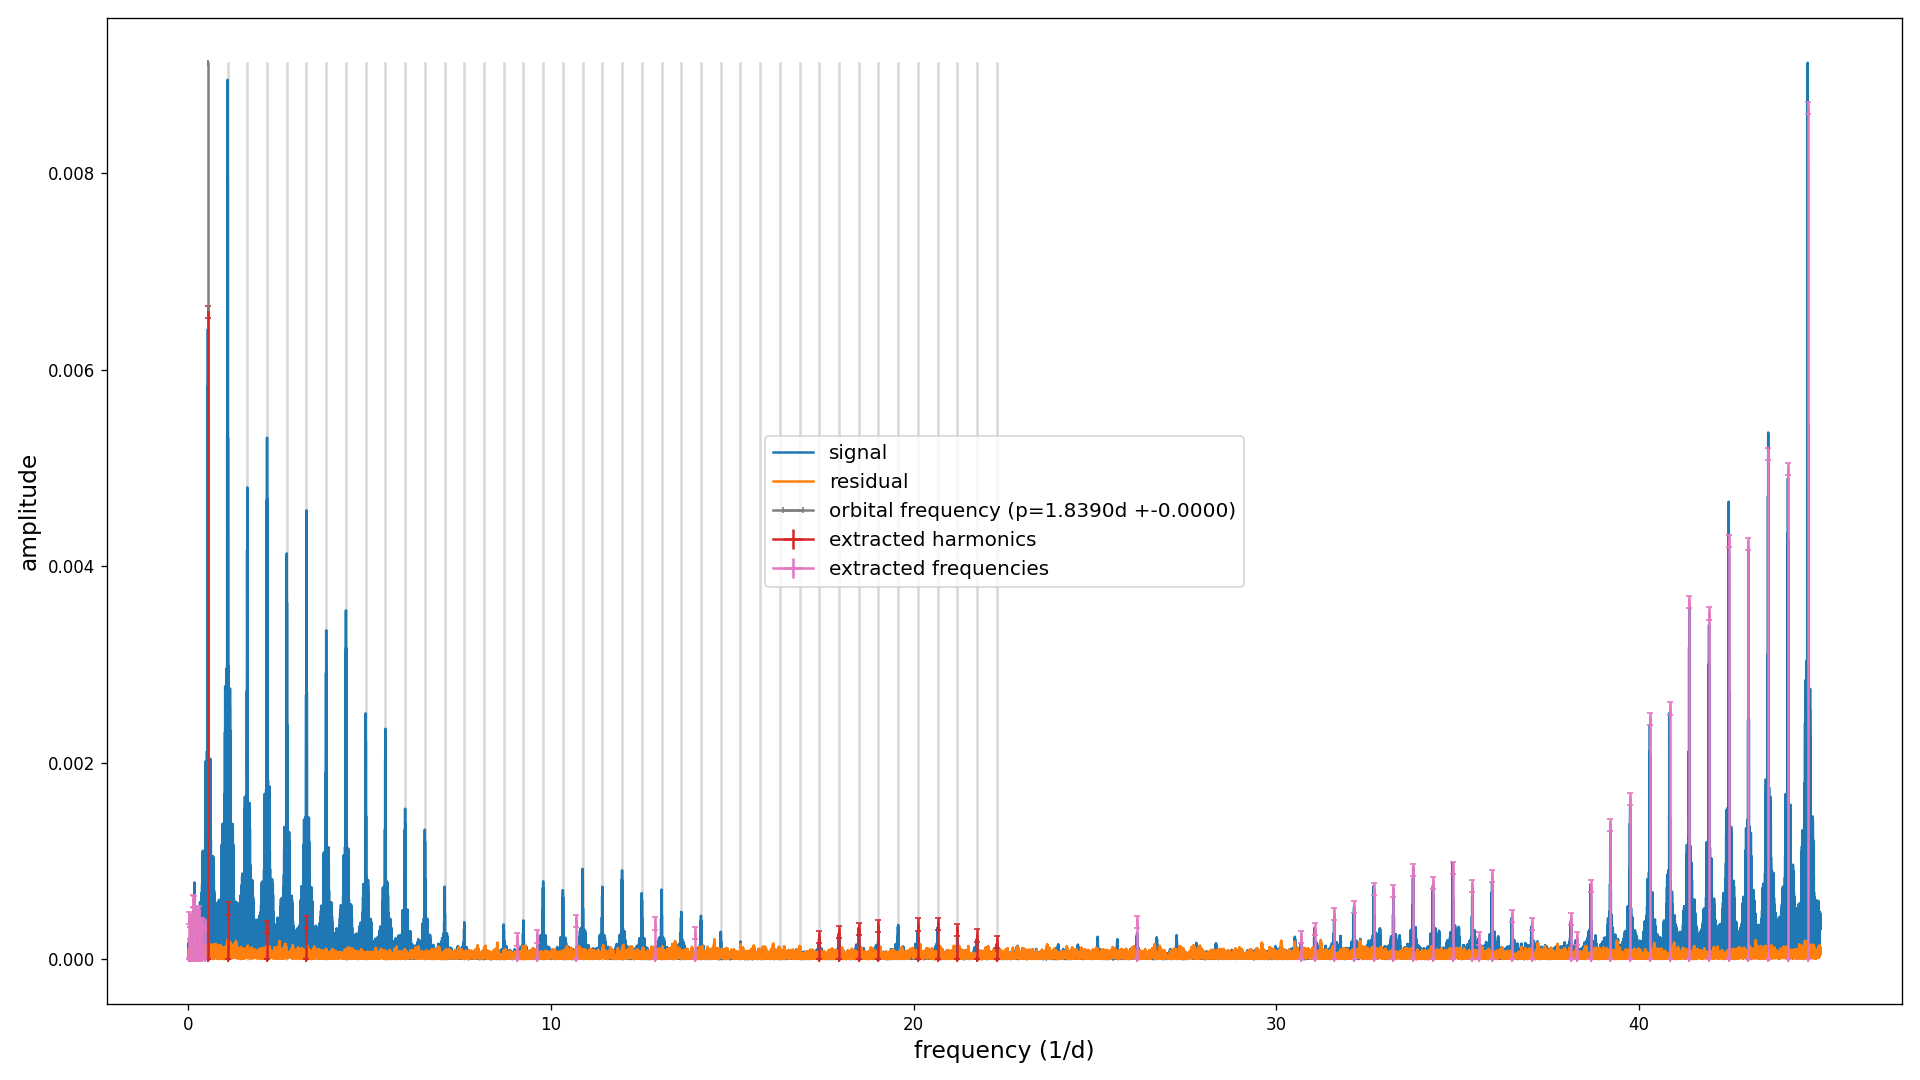 0.008
0.006
0.004
0.002
0.000
amplitude
signal
residual
orbital frequency (p=1.8390d +-0.0000)
extracted harmonics
extracted frequencies
0 10 20 30 40
frequency (1/d)